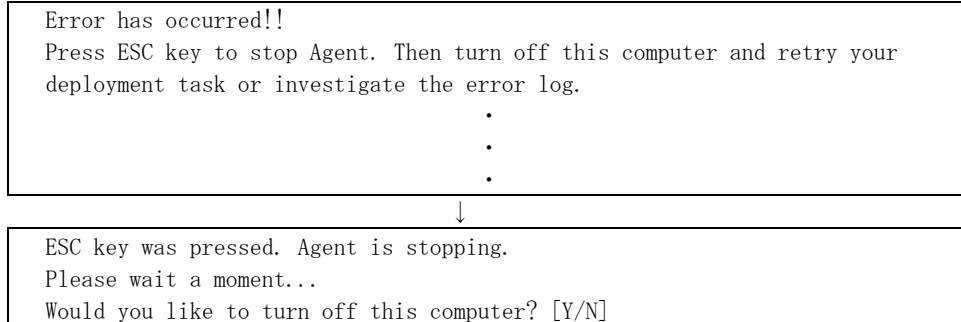 Error has occurred!!
Press ESC key to stop Agent. Then turn off this computer and retry your
deployment task or investigate the error log.
・
・
・
↓
ESC key was pressed. Agent is stopping.
Please wait a moment...
Would you like to turn off this computer? [Y/N]